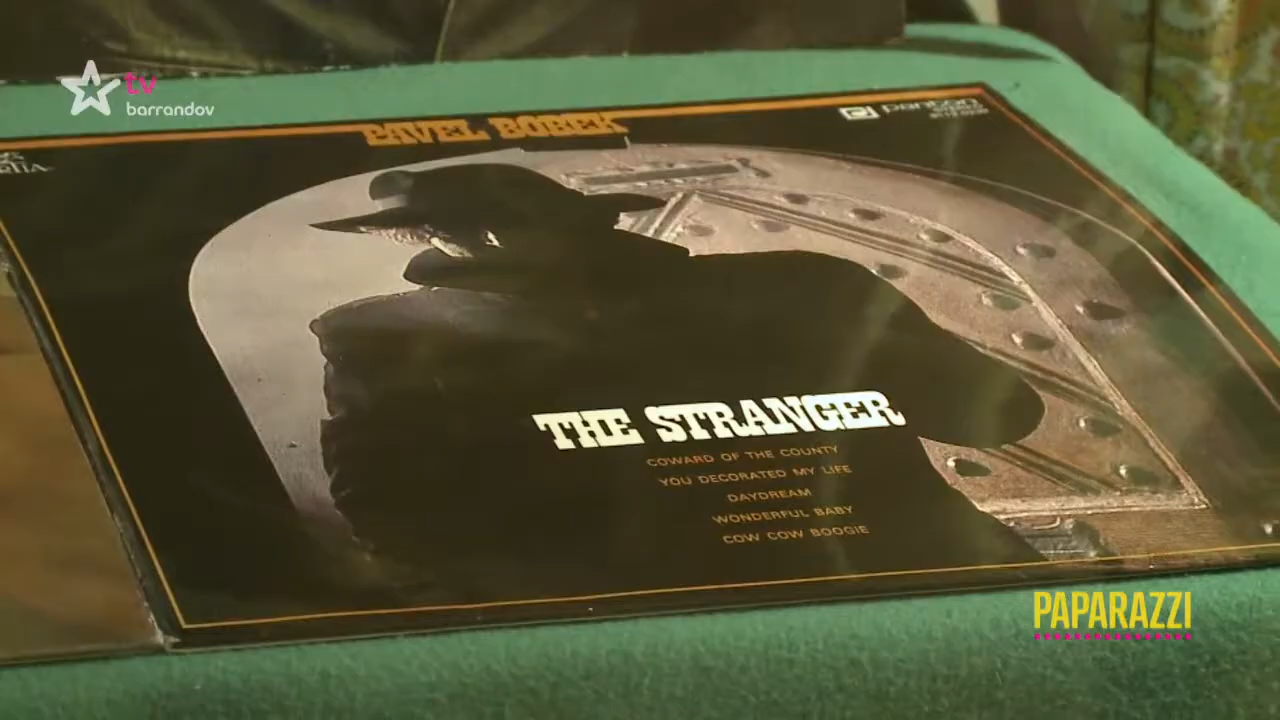 tv
barrandov
PAVEL BOBEK
THE STRANGER
COWARD OF THE COUNTY
YOU DECORATED MY LIFE
DAYDREAM
WONDERFUL BABY
COW COW BOOGIE
PAPARAZZI